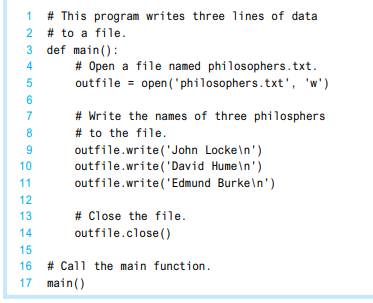 1 # This program writes three lines of data
2 # to a file.
3 def main():
4     # Open a file named philosophers.txt.
5     outfile = open('philosophers.txt', 'w')
6
7     # Write the names of three philosphers
8     # to the file.
9     outfile.write('John Locke\n')
10     outfile.write('David Hume\n')
11     outfile.write('Edmund Burke\n')
12
13     # Close the file.
14     outfile.close()
15
16 # Call the main function.
17 main()